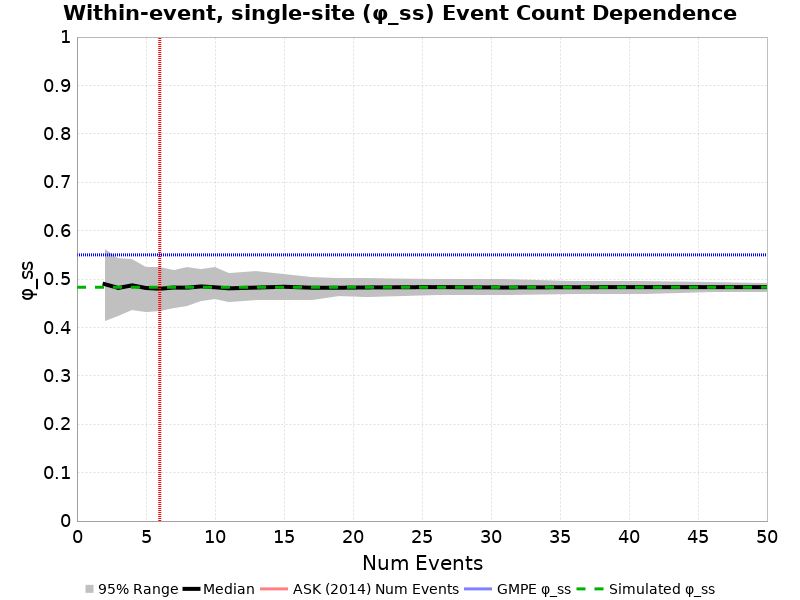 Within-event, single-site (φ_ss) Event Count Dependence
1
0.9
0.8
0.7
0.6
0.5
0.4
0.3
0.2
0.1
0
φ_ss
0 5 10 15 20 25 30 35 40 45 50
Num Events
95% Range Median ASK (2014) Num Events GMPE φ_ss Simulated φ_ss